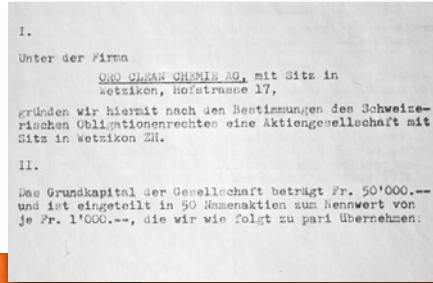 I.
Unter der Firma
ORO CLEAN CHEMIE AG, mit Sitz in
Wetzikon, Hofstrasse 17,
gründen wir hiermit nach den Bestimmungen des Schweize-
rischen Obligationenrechtes eine Aktiengesellschaft mit
Sitz in Wetzikon ZH.
II.
Das Grundkapital der Gesellschaft beträgt Fr. 50'000.--
und ist eingeteilt in 50 Namenaktien zum Nennwert von
je Fr. 1'000.--, die wir wie folgt zu pari übernehmen: